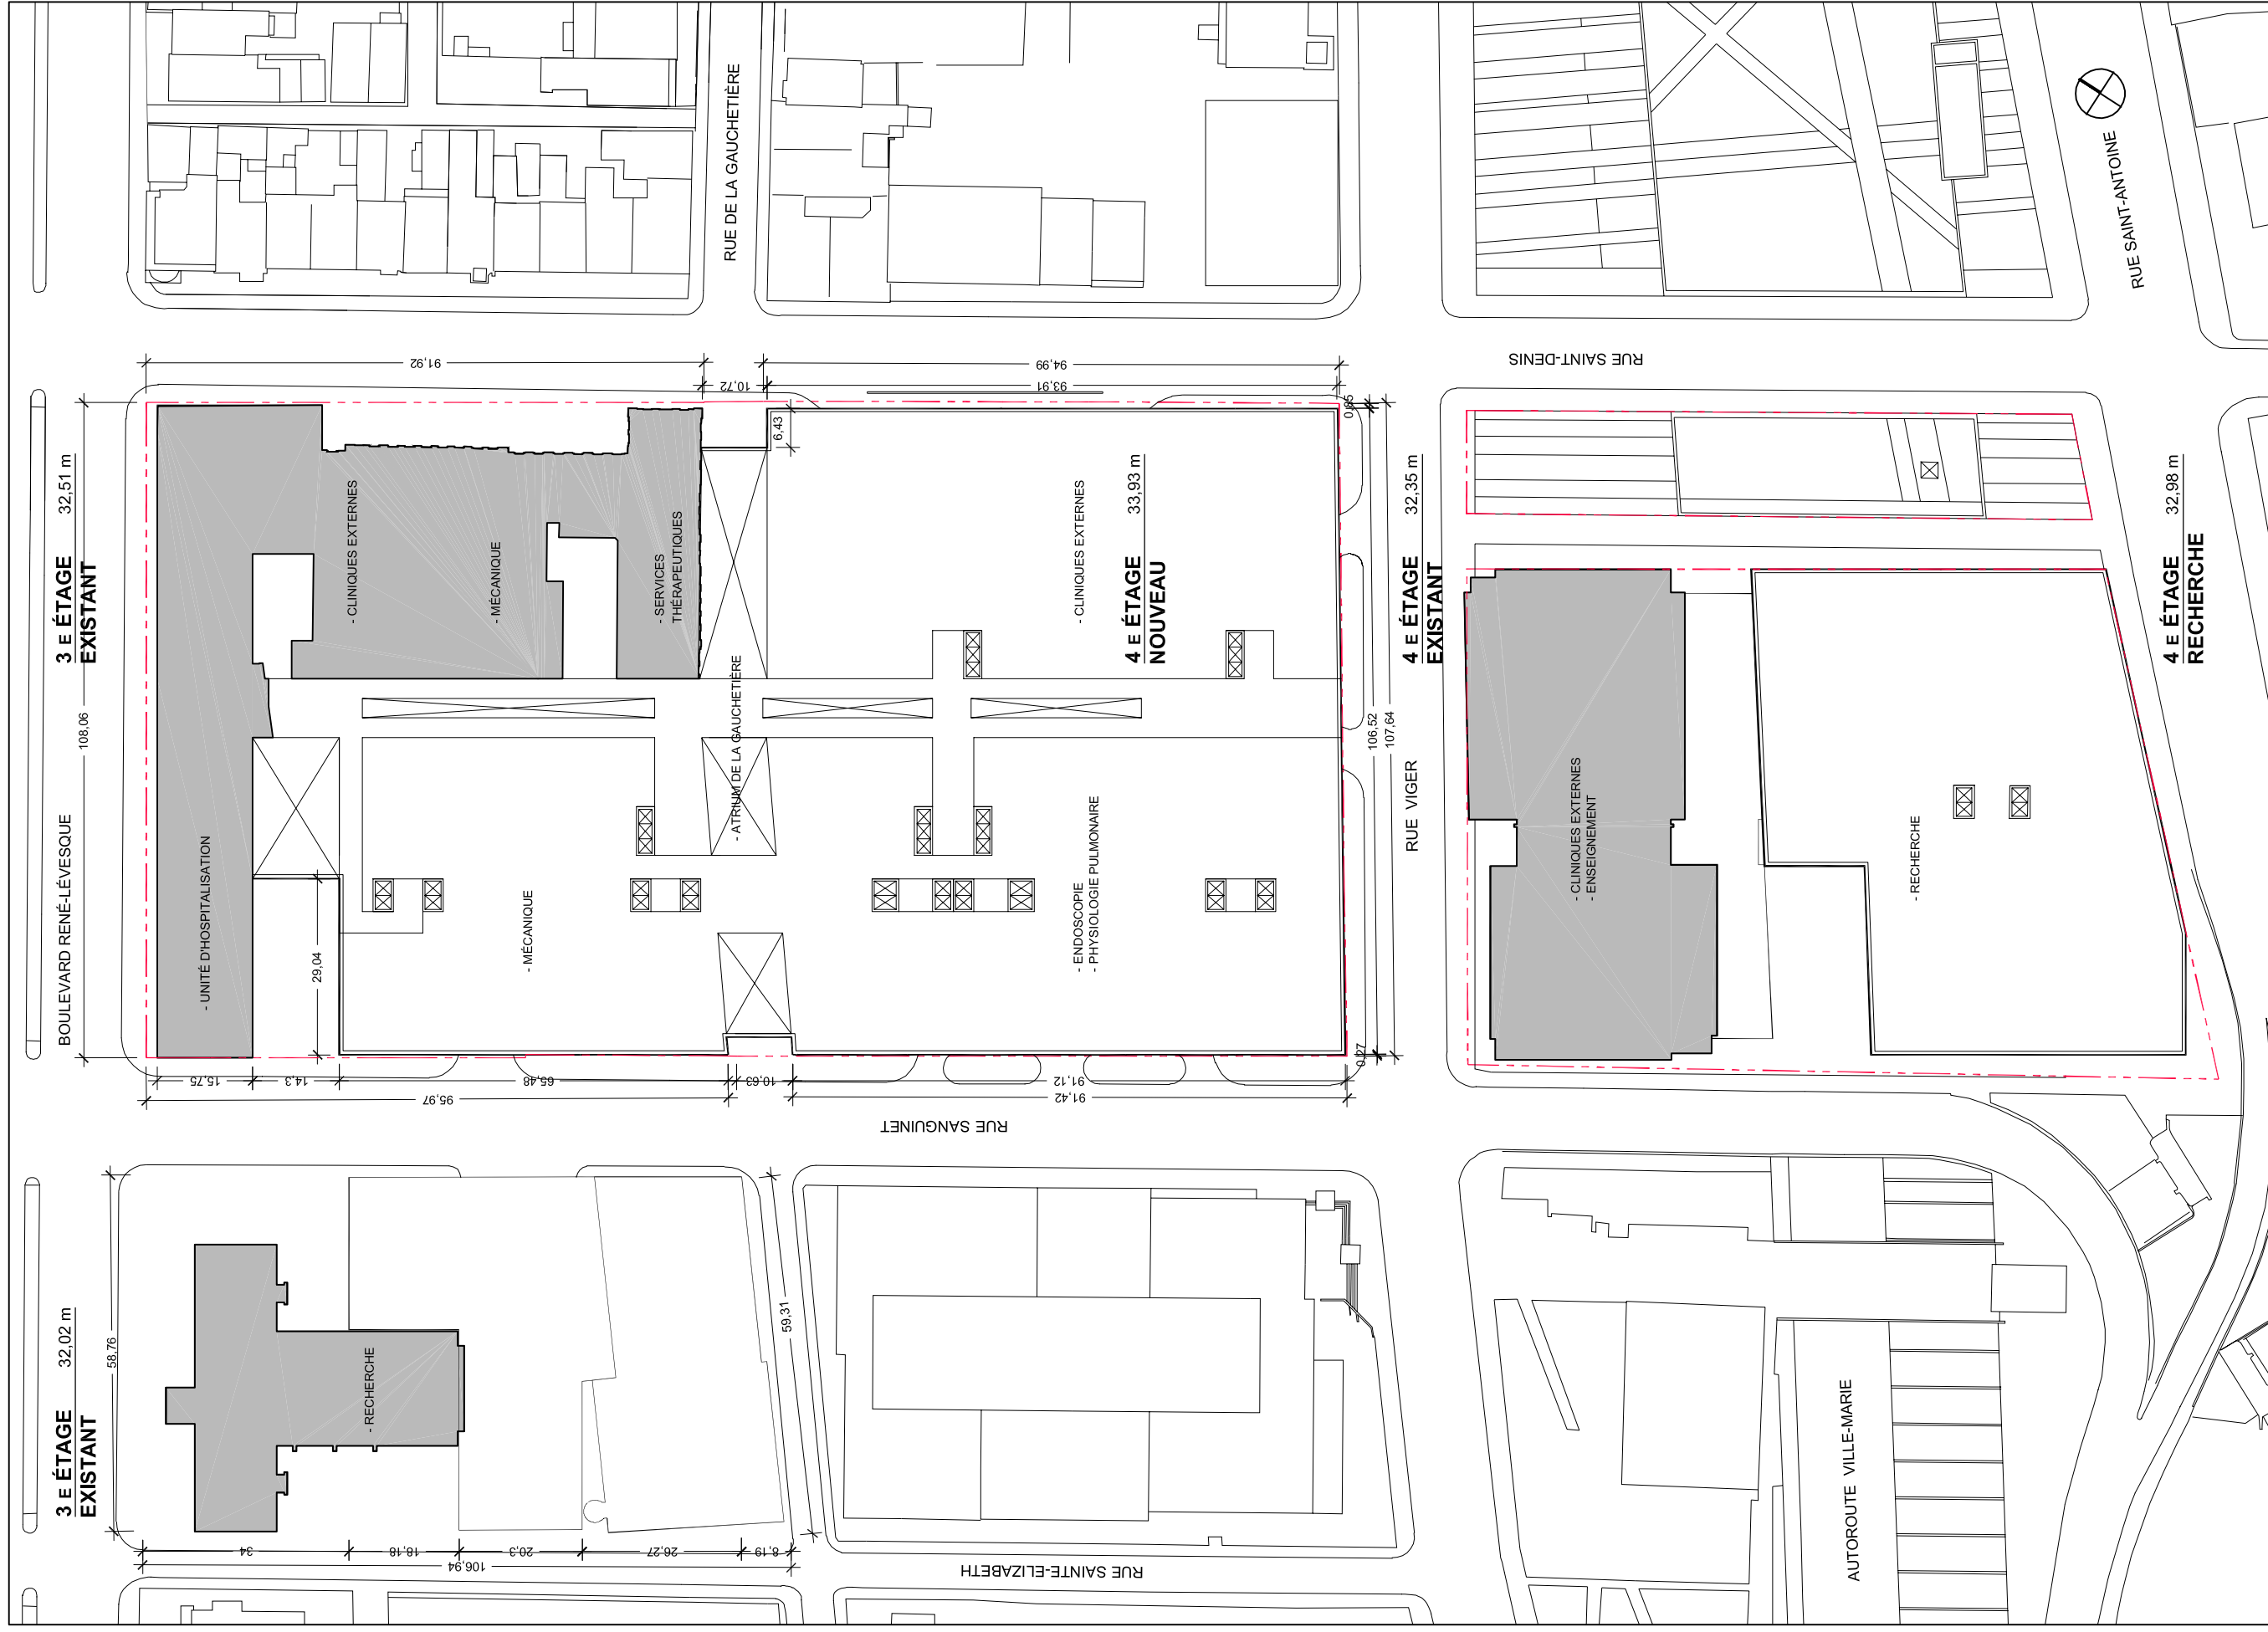 RUE DE LA GAUCHETIÈRE
RUE SAINT-ANTOINE
RUE SAINT-DENIS
91,92
94,99
10,72
93,91
0,85
6,43
3 E ÉTAGE 32,51 m
EXISTANT
108,06
BOULEVARD RENÉ-LÉVESQUE
- CLINIQUES EXTERNES
- MÉCANIQUE
- SERVICES
THÉRAPEUTIQUES
- CLINIQUES EXTERNES
4 E ÉTAGE 33,93 m
NOUVEAU
4 E ÉTAGE 32,35 m
EXISTANT
4 E ÉTAGE 32,98 m
RECHERCHE
- ATRIUM DE LA GAUCHETIÈRE
106,52
107,64
RUE VIGER
- UNITÉ D'HOSPITALISATION
29,04
- MÉCANIQUE
- ENDOSCOPIE
- PHYSIOLOGIE PULMONAIRE
- CLINIQUES EXTERNES
- ENSEIGNEMENT
- RECHERCHE
0,27
15,75
14,3
65,48
10,63
91,12
95,97
91,42
RUE SANGUINET
3 E ÉTAGE 32,02 m
EXISTANT
58,76
- RECHERCHE
59,31
34
18,18
20,3
26,27
8,19
106,94
RUE SAINTE-ELIZABETH
AUTOROUTE VILLE-MARIE